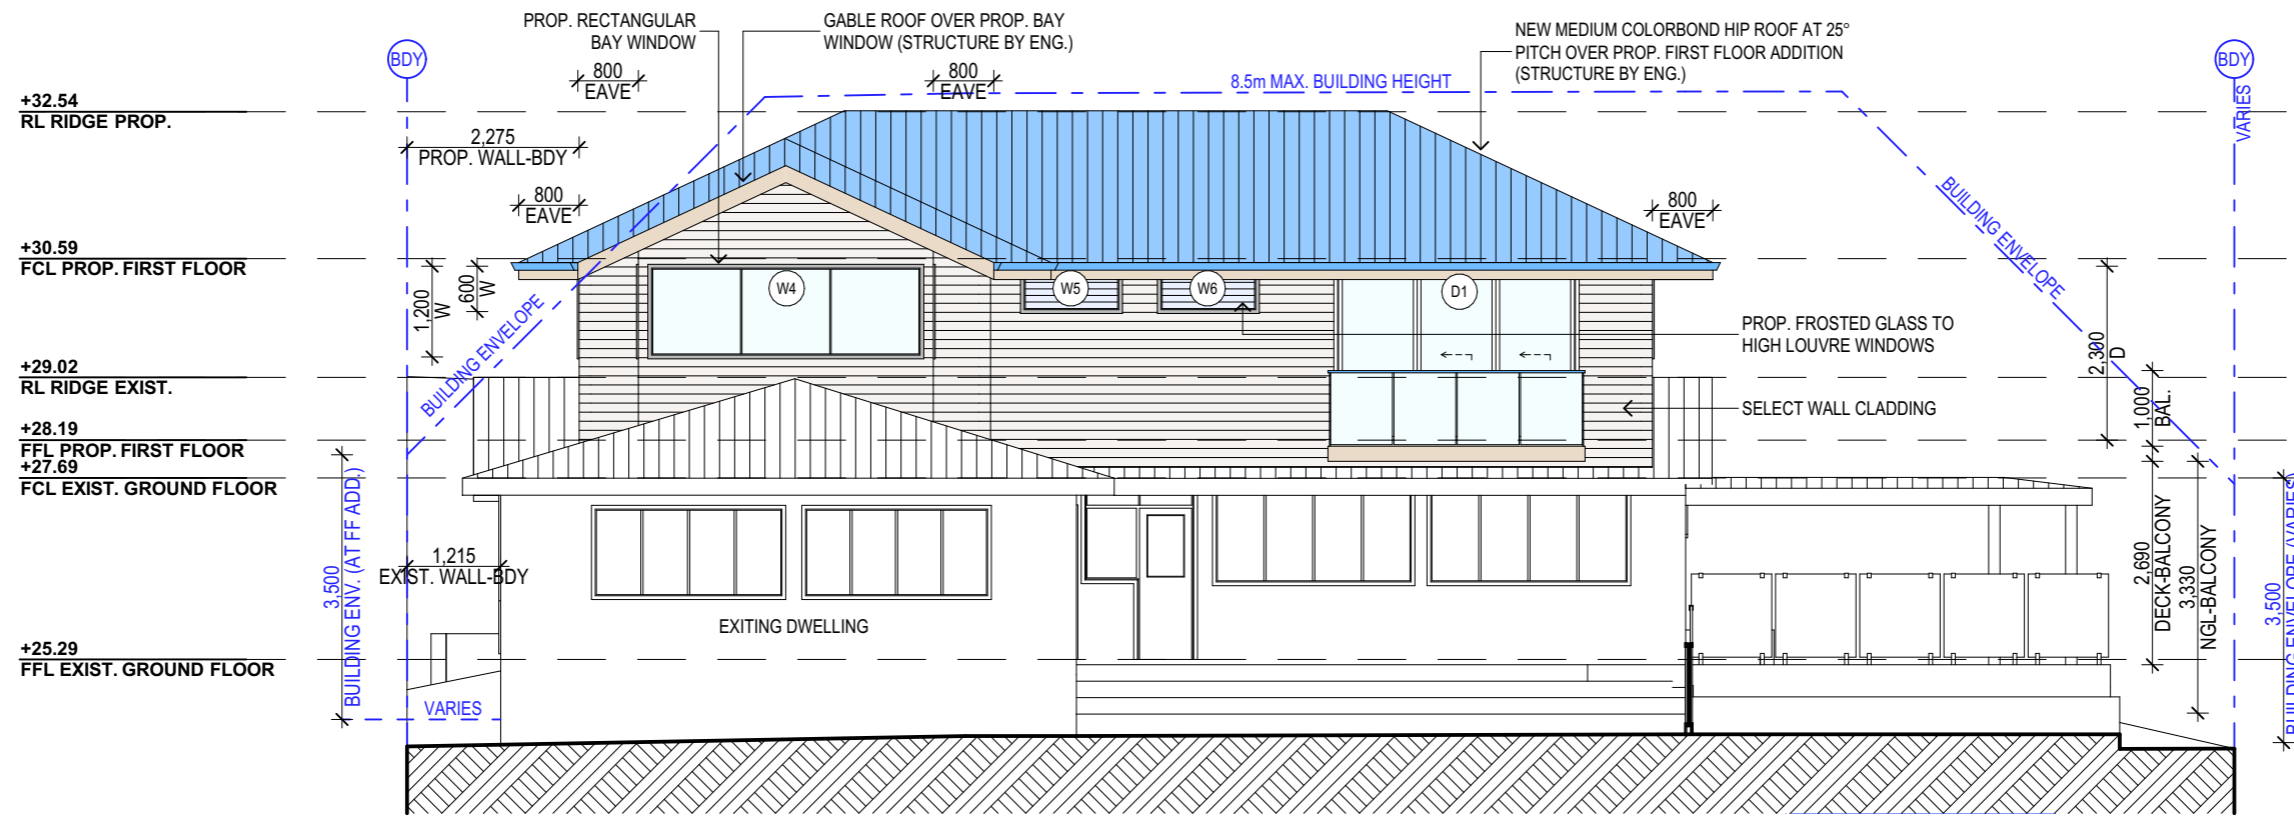 PROP. RECTANGULAR
BAY WINDOW
GABLE ROOF OVER PROP. BAY
WINDOW (STRUCTURE BY ENG.)
NEW MEDIUM COLORBOND HIP ROOF AT 25°
PITCH OVER PROP. FIRST FLOOR ADDITION
(STRUCTURE BY ENG.)
BDY
BDY
800
EAVE
800
EAVE
8.5m MAX. BUILDING HEIGHT
VARIES
+32.54
RL RIDGE PROP.
2,275
PROP. WALL-BDY
800
EAVE
800
EAVE
BUILDING ENVELOPE
+30.59
FCL PROP. FIRST FLOOR
1,200
W
600
W
W4
W5
W6
D1
BUILDING ENVELOPE
PROP. FROSTED GLASS TO
HIGH LOUVRE WINDOWS
2,300
D
+29.02
RL RIDGE EXIST.
1,000
BAL.
SELECT WALL CLADDING
+28.19
FFL PROP. FIRST FLOOR
+27.69
FCL EXIST. GROUND FLOOR
3,500
BUILDING ENV. (AT FF ADD.)
1,215
EXIST. WALL-BDY
2,690
DECK-BALCONY
3,330
NGL-BALCONY
3,500
BUILDING ENVELOPE (VARIES)
EXITING DWELLING
+25.29
FFL EXIST. GROUND FLOOR
VARIES